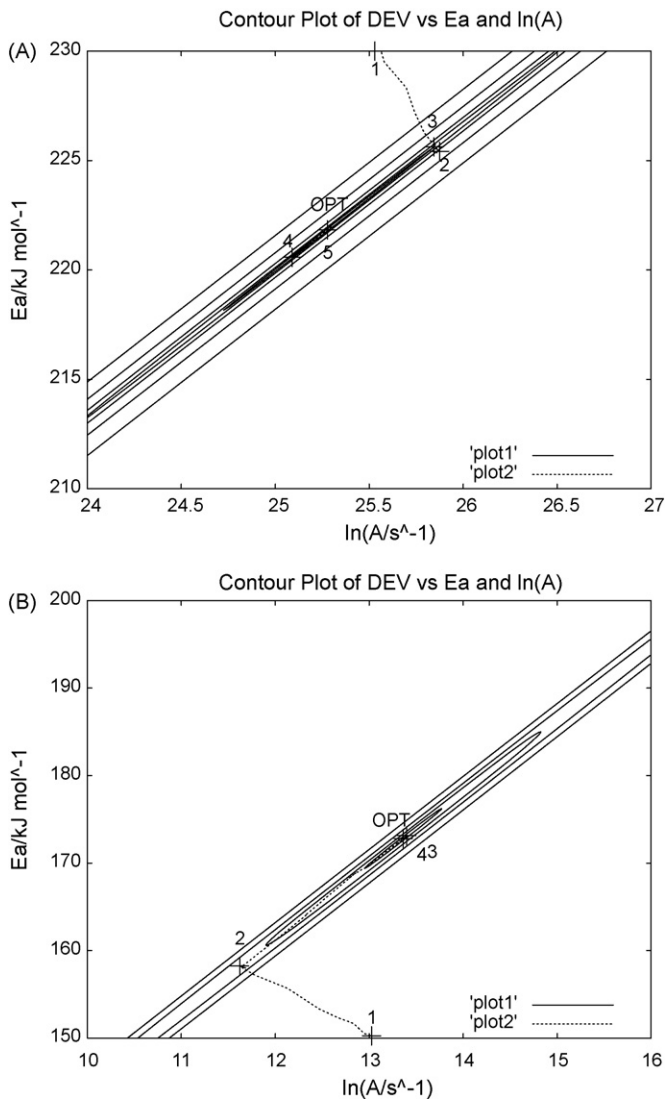 (A) Contour Plot of DEV vs Ea and ln(A)
230
1
3
225
2
OPT
4
220
5
Ea/kJ mol^-1
215
'plot1'
'plot2'
210
24 24.5 25 25.5 26 26.5 27
ln(A/s^-1)
(B) Contour Plot of DEV vs Ea and ln(A)
200
190
Ea/kJ mol^-1
180
OPT
170
43
2
160
1
'plot1'
'plot2'
150
10 11 12 13 14 15 16
ln(A/s^-1)